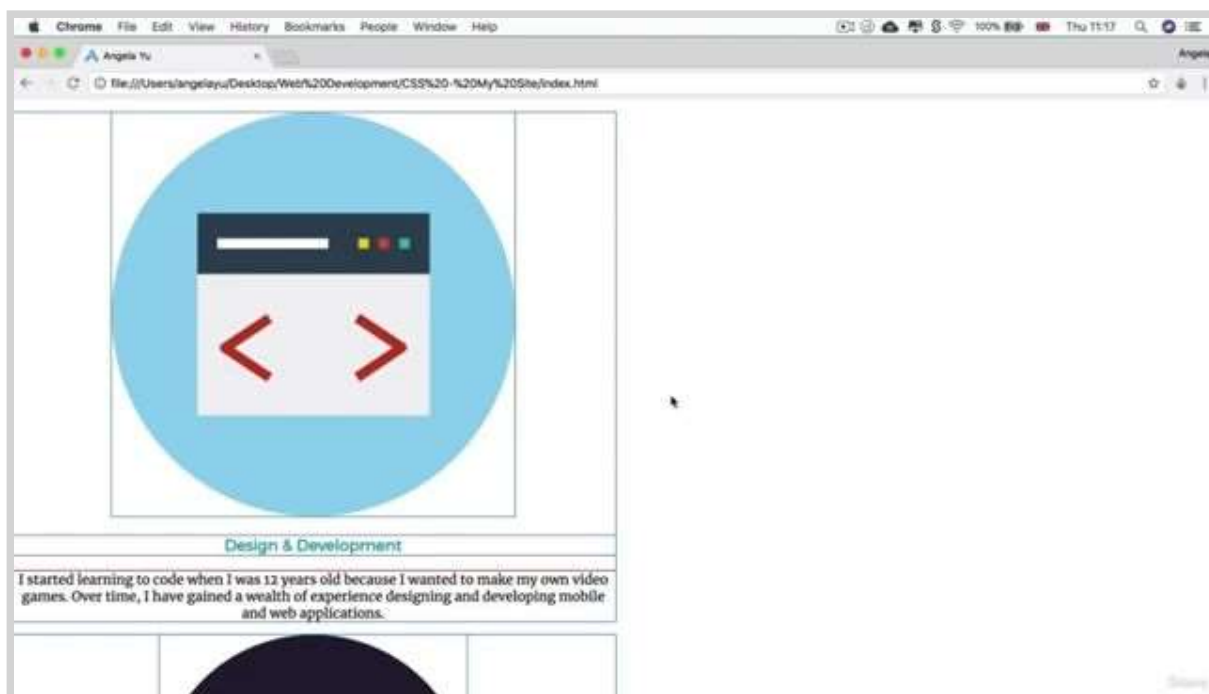 Chrome File Edit View History Bookmarks People Window Help
100%
Thu 11:17
Angela Yu
Angela
file:///Users/angelayu/Desktop/Web%20Development/CSS%20-%20My%20Site/index.html
Design & Development
I started learning to code when I was 12 years old because I wanted to make my own video
games. Over time, I have gained a wealth of experience designing and developing mobile
and web applications.